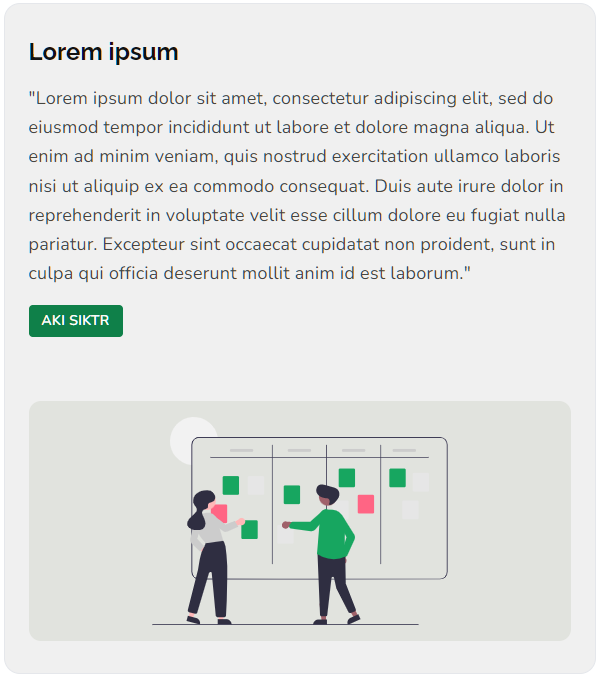 Lorem ipsum
"Lorem ipsum dolor sit amet, consectetur adipiscing elit, sed do
eiusmod tempor incididunt ut labore et dolore magna aliqua. Ut
enim ad minim veniam, quis nostrud exercitation ullamco laboris
nisi ut aliquip ex ea commodo consequat. Duis aute irure dolor in
reprehenderit in voluptate velit esse cillum dolore eu fugiat nulla
pariatur. Excepteur sint occaecat cupidatat non proident, sunt in
culpa qui officia deserunt mollit anim id est laborum."
AKI SIKTR